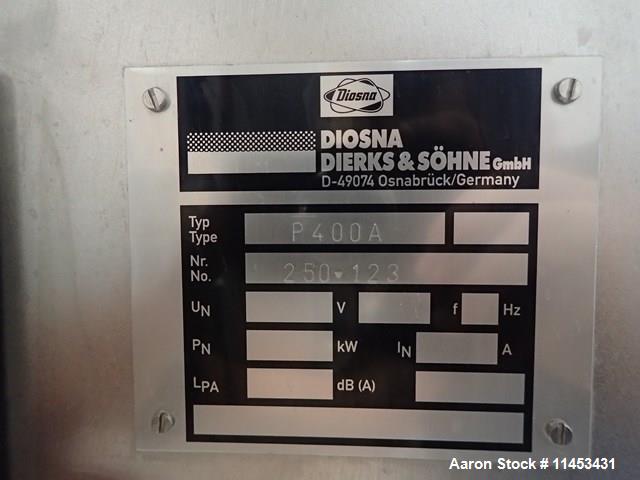 Diosna
DIOSNA
DIERKS & SÖHNE GmbH
D-49074 Osnabrück/Germany
Typ
Type P400A
Nr.
No. 250-123
UN V f Hz
PN kW IN A
LPA dB (A)
Aaron Stock # 11453431